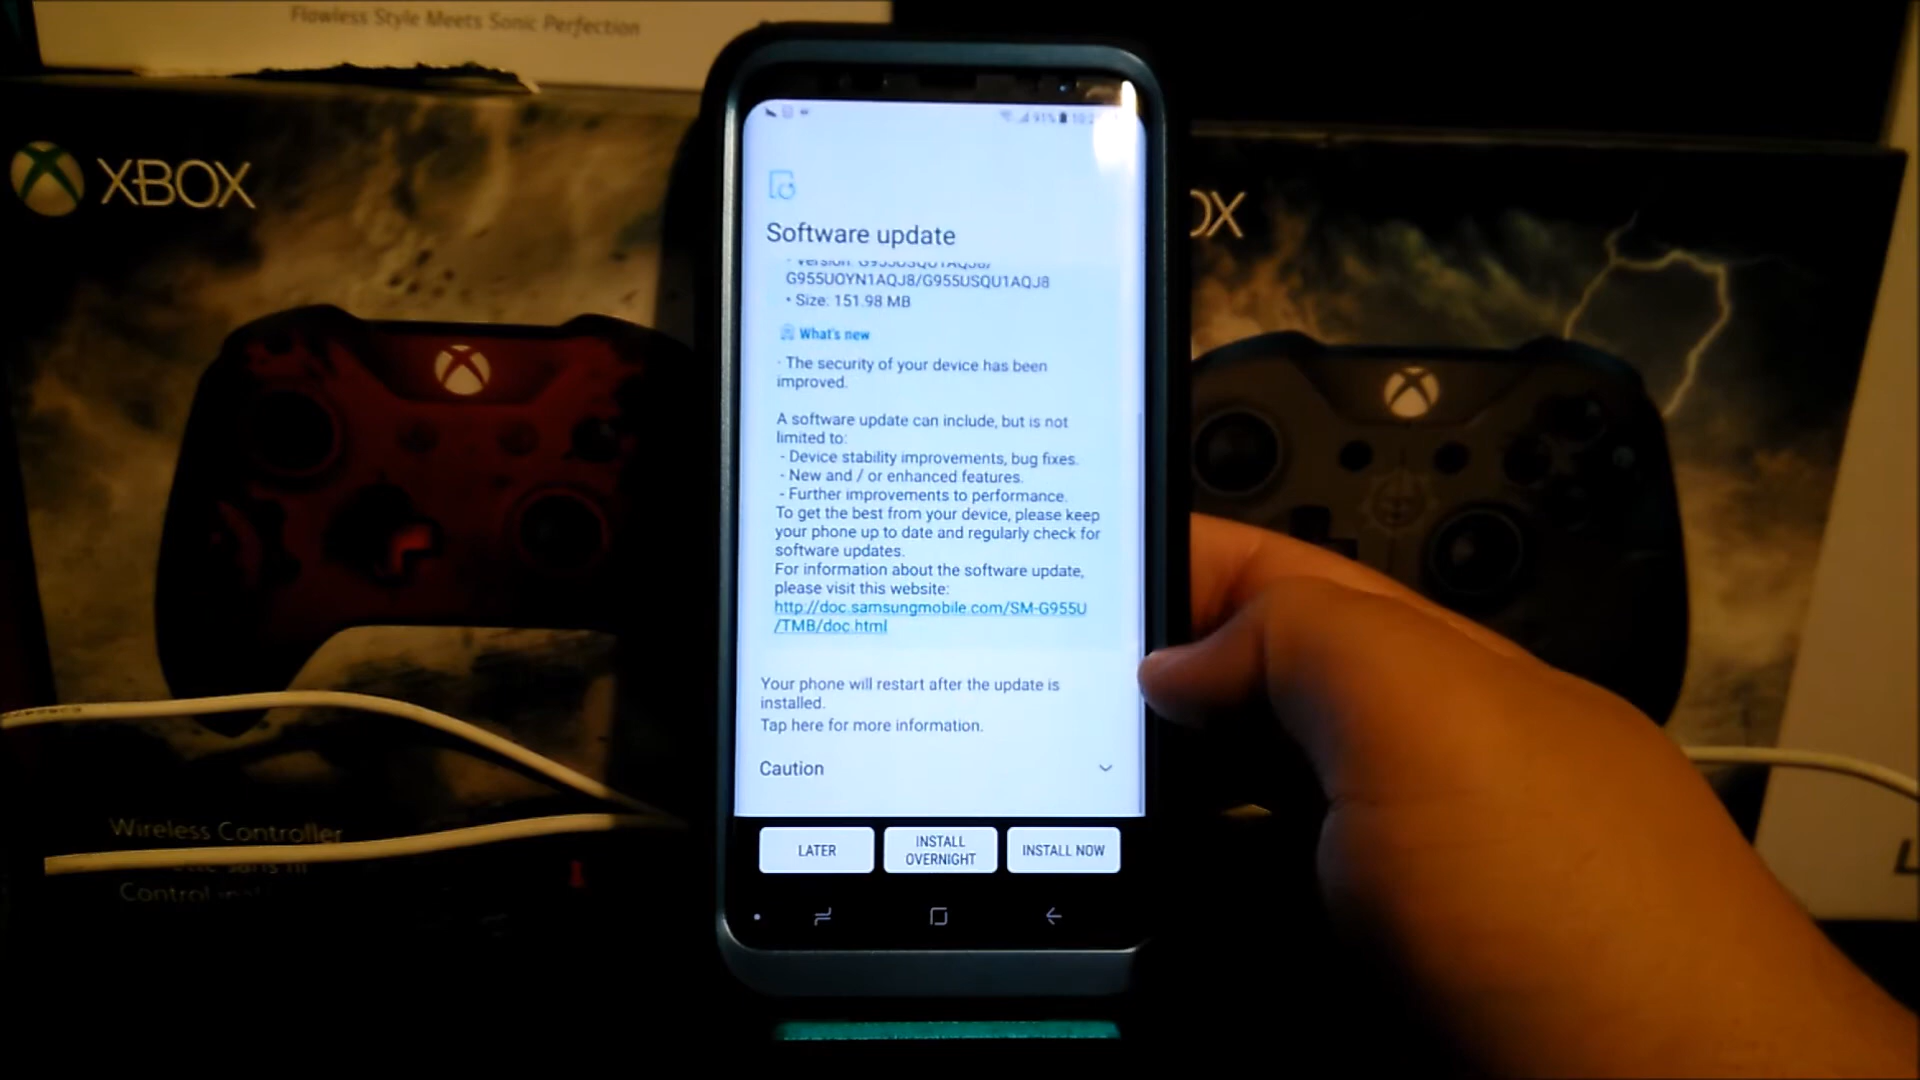 Flawless Style Meets Sonic Perfection
XBOX
OX
91%
Software update
G955UOYN1AQJ8/G955USQU1AQJ8
• Size: 151.98 MB
What's new
· The security of your device has been
improved.
A software update can include, but is not
limited to:
- Device stability improvements, bug fixes.
- New and / or enhanced features.
- Further improvements to performance.
To get the best from your device, please keep
your phone up to date and regularly check for
software updates.
For information about the software update,
please visit this website:
http://doc.samsungmobile.com/SM-G955U
/TMB/doc.html
Your phone will restart after the update is
installed.
Tap here for more information.
Caution
LATER
INSTALL
OVERNIGHT
INSTALL NOW
Wireless Controller